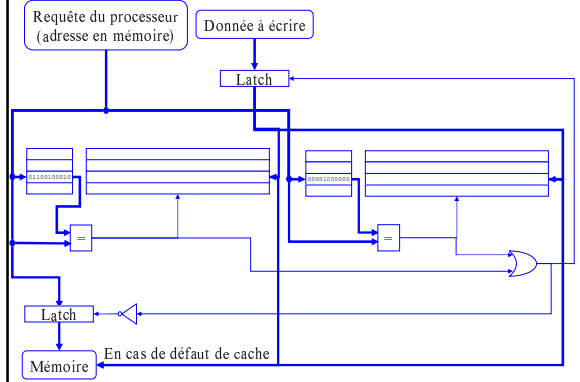 Requête du processeur
(adresse en mémoire)
Donnée à écrire
Latch
01100100010
00001000000
=
=
Latch
En cas de défaut de cache
Mémoire